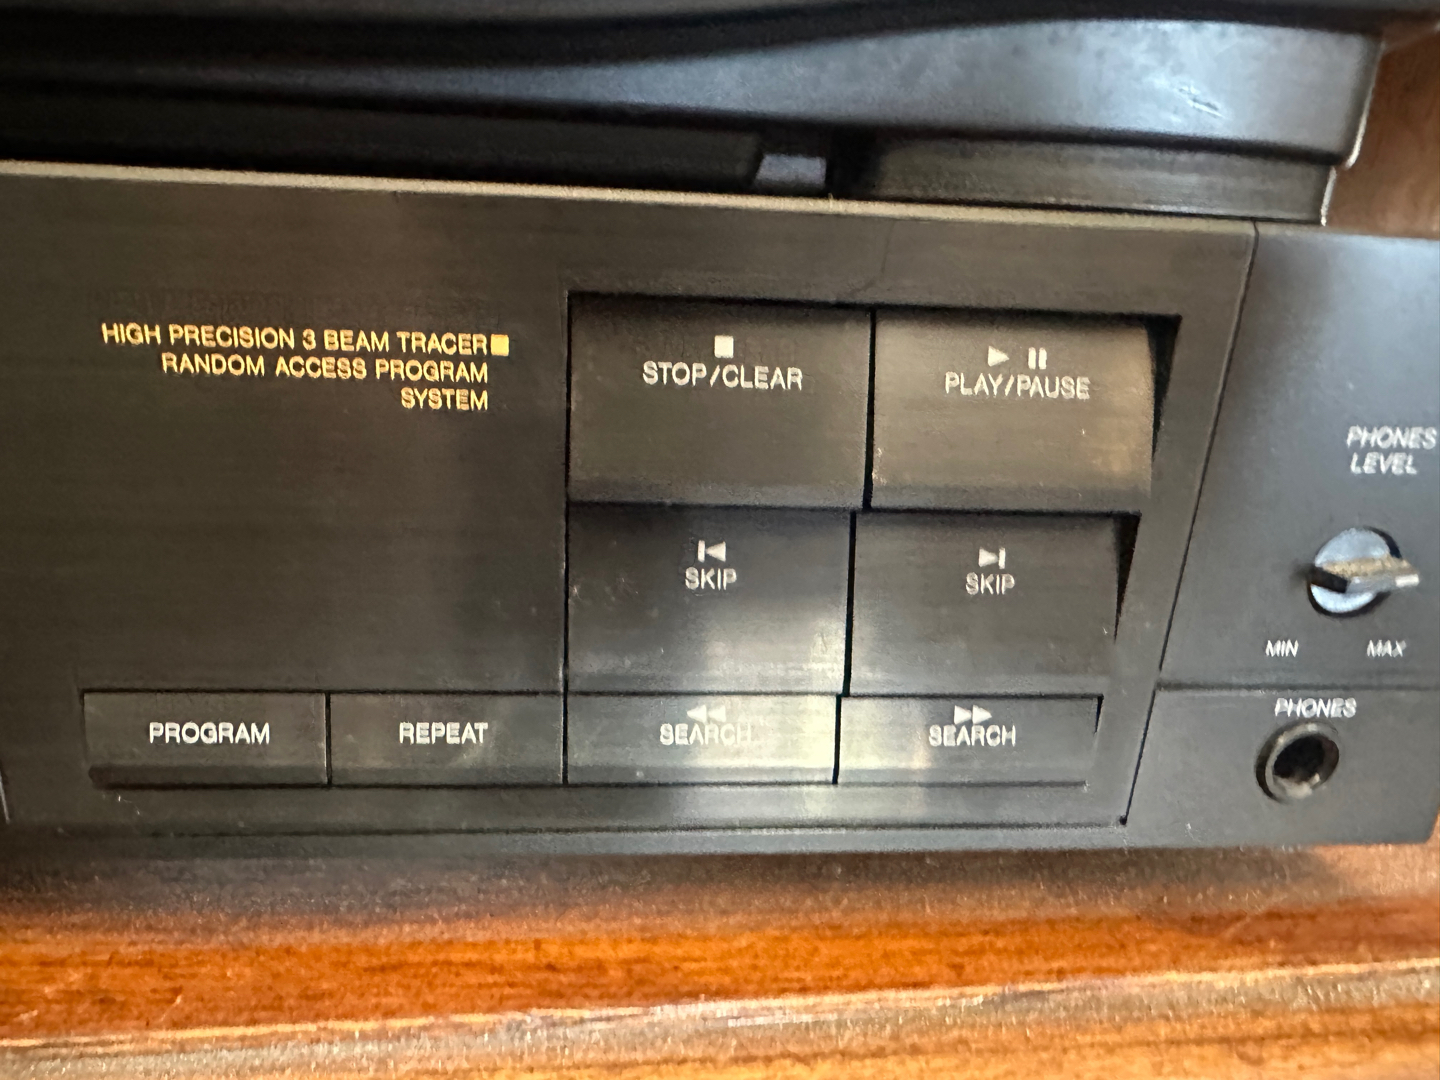 HIGH PRECISION 3 BEAM TRACER
RANDOM ACCESS PROGRAM
SYSTEM
STOP/CLEAR
PLAY/PAUSE
SKIP
SKIP
PROGRAM
REPEAT
SEARCH
SEARCH
PHONES
LEVEL
MIN
MAX
PHONES